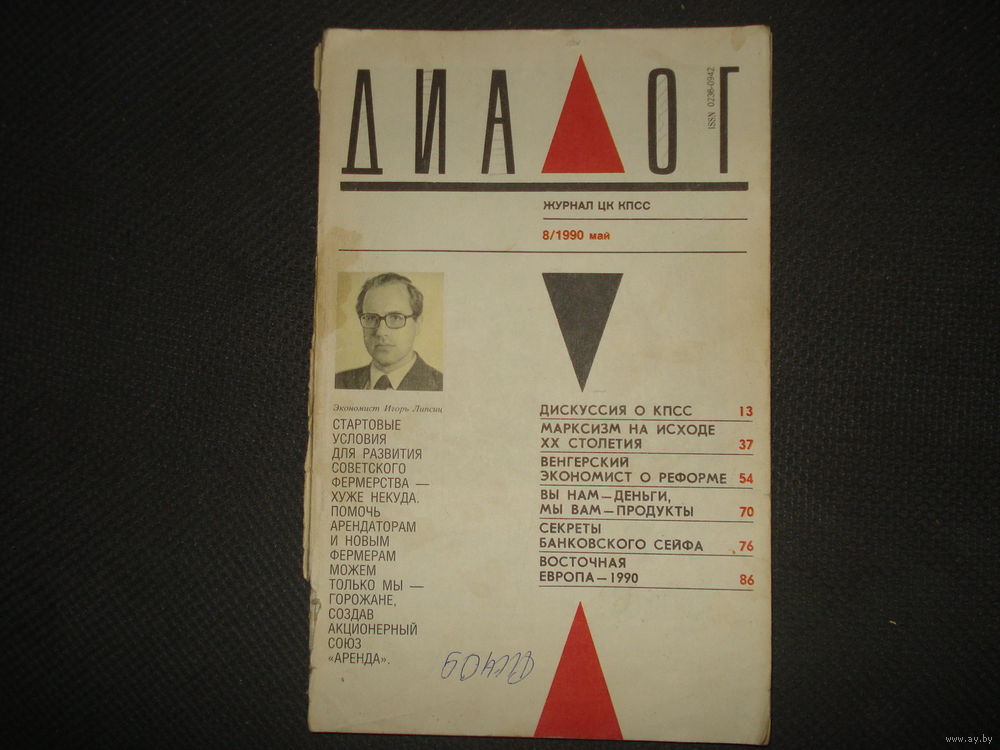 ДИАЛОГ
ISSN 0236-0942
ЖУРНАЛ ЦК КПСС
8/1990 май
Экономист Игорь Липсиц
СТАРТОВЫЕ
УСЛОВИЯ
ДЛЯ РАЗВИТИЯ
СОВЕТСКОГО
ФЕРМЕРСТВА —
ХУЖЕ НЕКУДА.
ПОМОЧЬ
АРЕНДАТОРАМ
И НОВЫМ
ФЕРМЕРАМ
МОЖЕМ
ТОЛЬКО МЫ —
ГОРОЖАНЕ,
СОЗДАВ
АКЦИОНЕРНЫЙ
СОЮЗ
«АРЕНДА».
ДИСКУССИЯ О КПСС 13
МАРКСИЗМ НА ИСХОДЕ
XX СТОЛЕТИЯ 37
ВЕНГЕРСКИЙ
ЭКОНОМИСТ О РЕФОРМЕ 54
ВЫ НАМ — ДЕНЬГИ,
МЫ ВАМ — ПРОДУКТЫ 70
СЕКРЕТЫ
БАНКОВСКОГО СЕЙФА 76
ВОСТОЧНАЯ
ЕВРОПА — 1990 86
www.ay.by